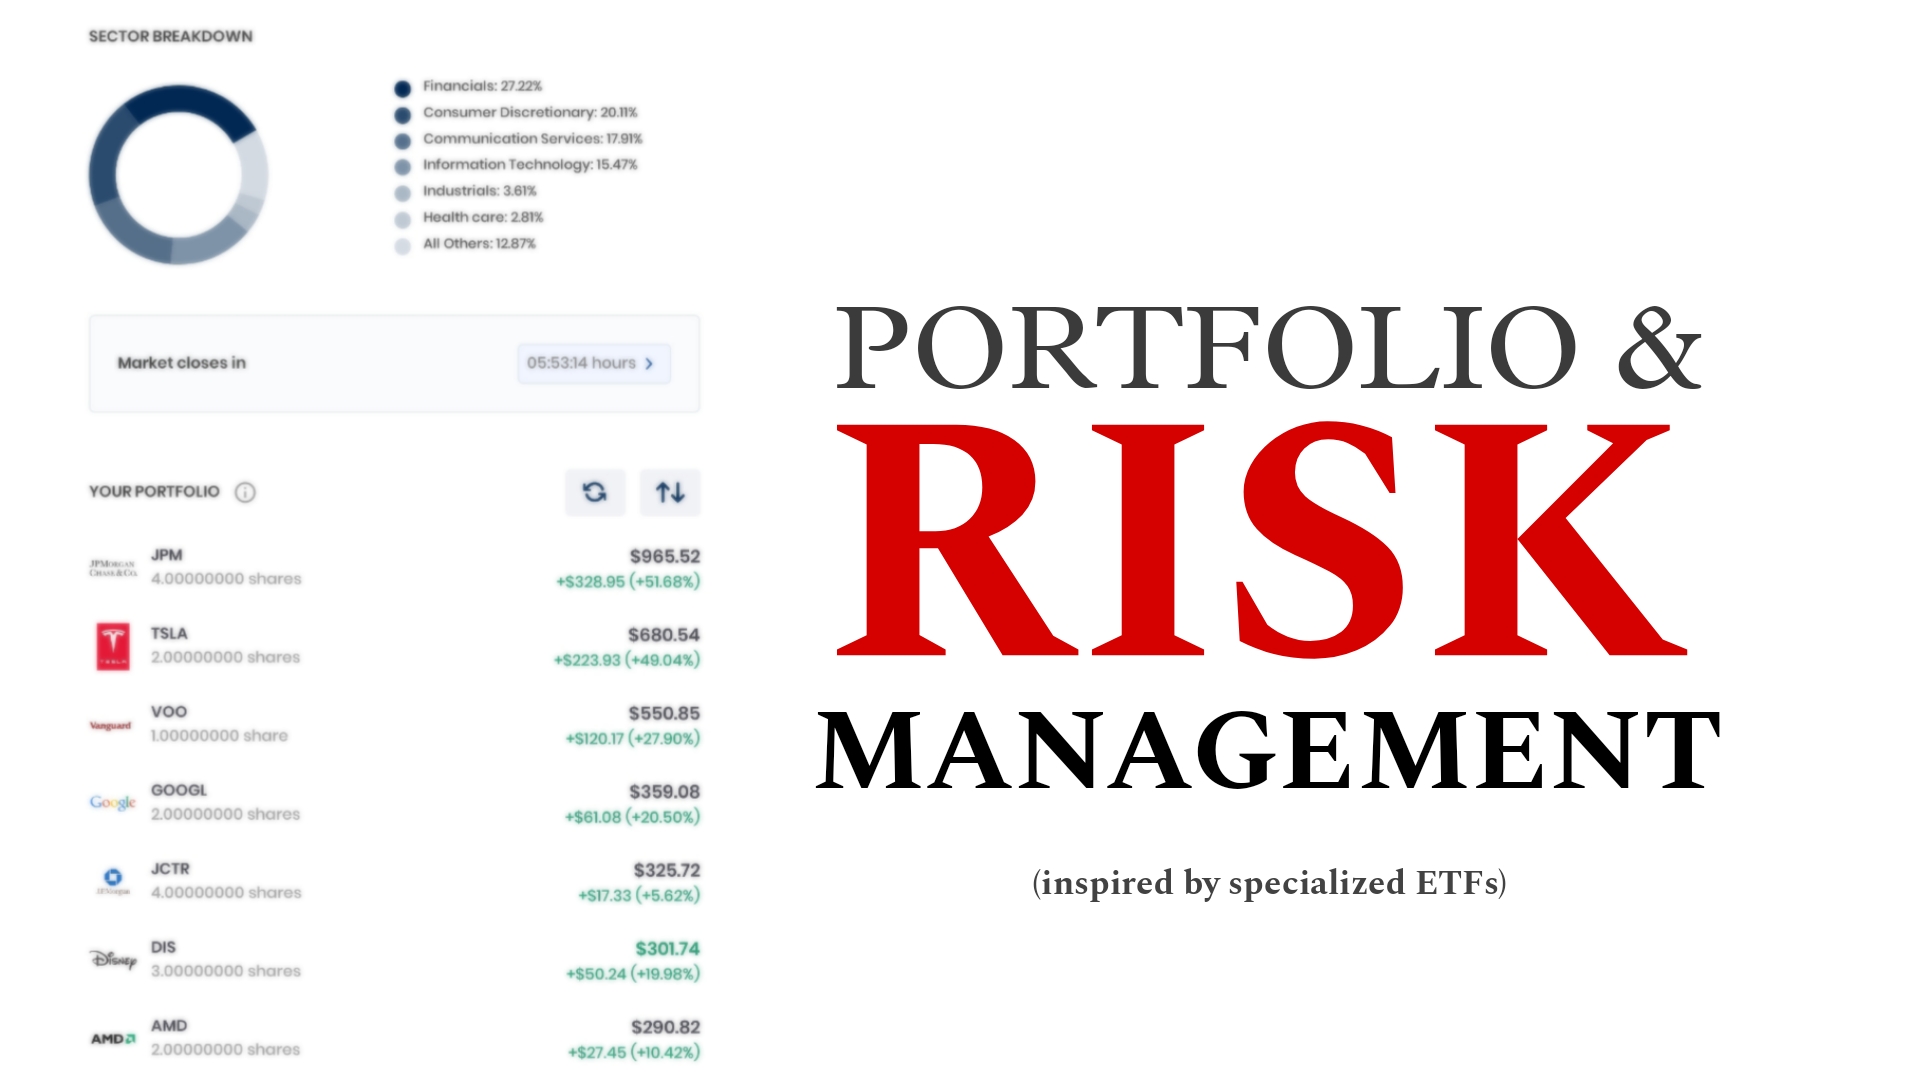 SECTOR BREAKDOWN
Financials: 27.22%
Consumer Discretionary: 20.11%
Communication Services: 17.91%
Information Technology: 15.47%
Industrials: 3.61%
Health care: 2.81%
All Others: 12.87%
Market closes in
05:53:14 hours
YOUR PORTFOLIO
JPMORGAN
CHASE & CO.
JPM
$965.52
4.00000000 shares
+$328.95 (+51.68%)
TESLA
TSLA
$680.54
2.00000000 shares
+$223.93 (+49.04%)
Vanguard
VOO
$550.85
1.00000000 share
+$120.17 (+27.90%)
Google
GOOGL
$359.08
2.00000000 shares
+$61.08 (+20.50%)
J.P.Morgan
JCTR
$325.72
4.00000000 shares
+$17.33 (+5.62%)
Disney
DIS
$301.74
3.00000000 shares
+$50.24 (+19.98%)
AMD
AMD
$290.82
2.00000000 shares
+$27.45 (+10.42%)
PORTFOLIO &
RISK
MANAGEMENT
(inspired by specialized ETFs)